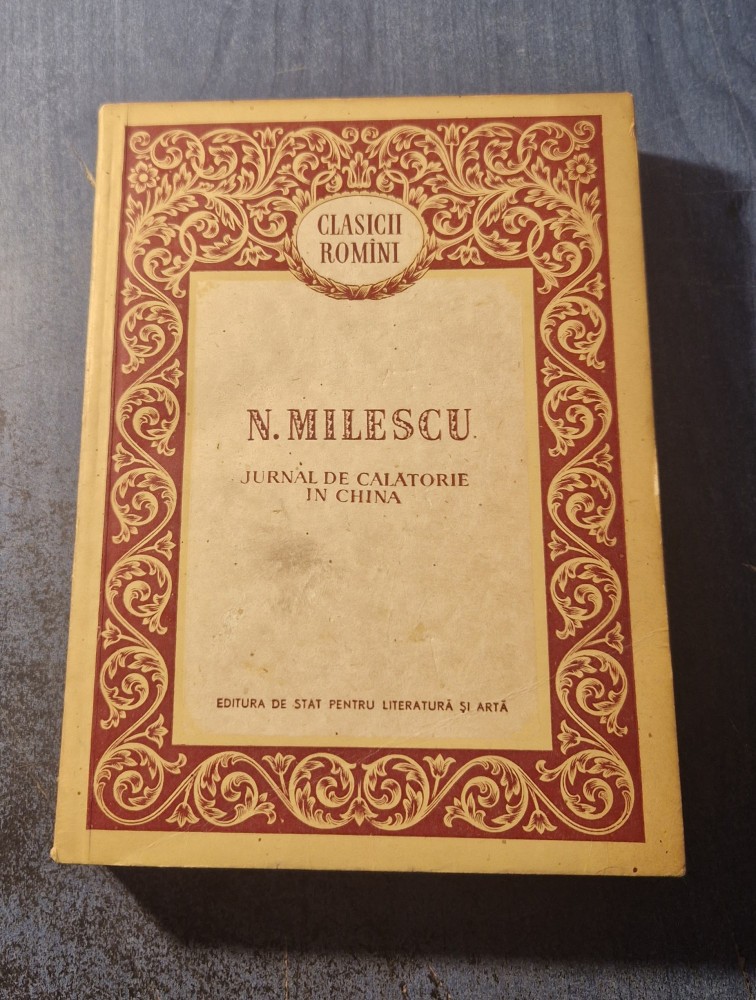 CLASICII
ROMÎNI
N. MILESCU
JURNAL DE CALATORIE
IN CHINA
EDITURA DE STAT PENTRU LITERATURĂ ȘI ARTĂ